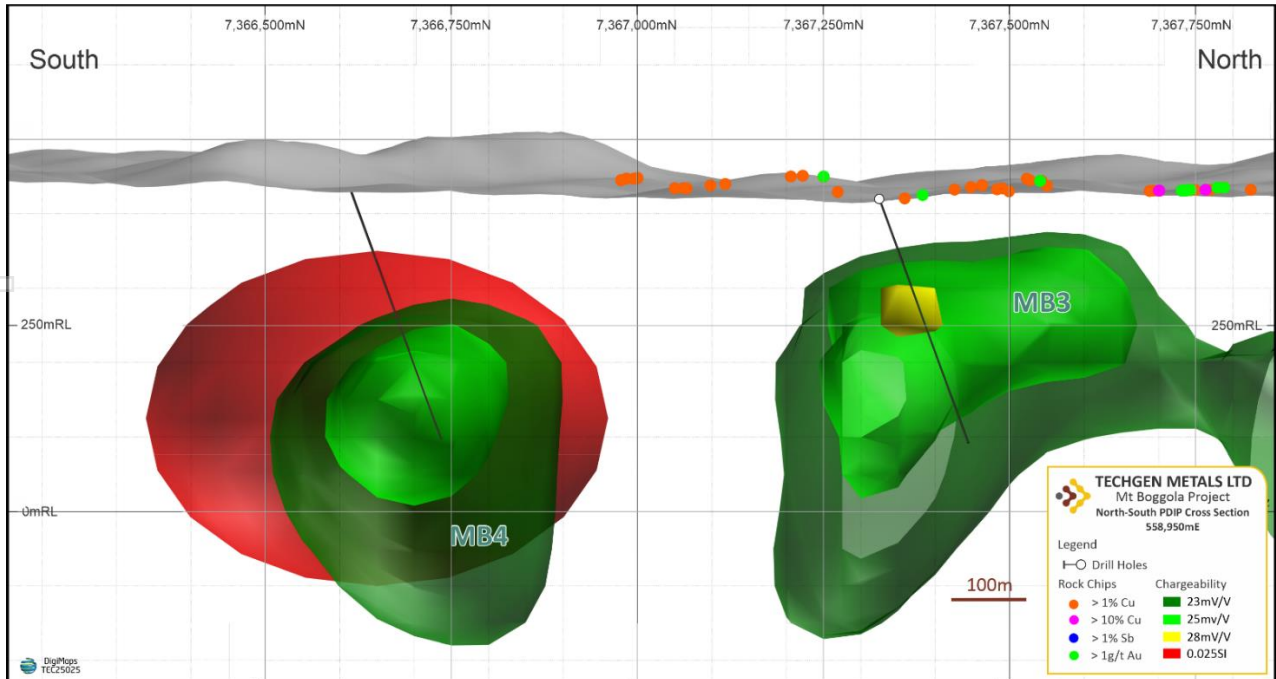 7,366,500mN 7,366,750mN 7,367,000mN 7,367,250mN 7,367,500mN 7,367,750mN
South North
MB3
250mRL 250mRL
0mRL
MB4
100m
TECHGEN METALS LTD
Mt Boggola Project
North-South PDIP Cross Section
558,950mE
Legend
Drill Holes
Rock Chips Chargeability
> 1% Cu 23mV/V
> 10% Cu 25mv/V
> 1% Sb 28mV/V
> 1g/t Au 0.025SI
DigiMaps
TEC25025